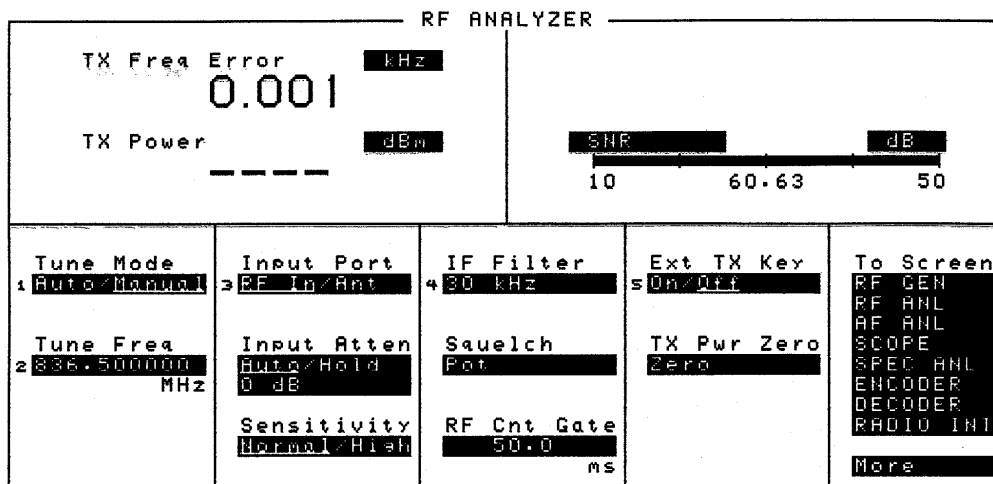 RF ANALYZER
TX Freq Error kHz
0.001
TX Power dBm
----
SNR dB
10 60.63 50
Tune Mode
1 Auto/Manual
Tune Freq
2 836.500000
MHz
Input Port
3 RF In/Ant
Input Atten
Auto/Hold
0 dB
Sensitivity
Normal/High
IF Filter
4 30 kHz
Squelch
Pot
RF Cnt Gate
50.0
ms
Ext TX Key
5 On/Off
TX Pwr Zero
Zero
To Screen
RF GEN
RF ANL
AF ANL
SCOPE
SPEC ANL
ENCODER
DECODER
RADIO INT
More